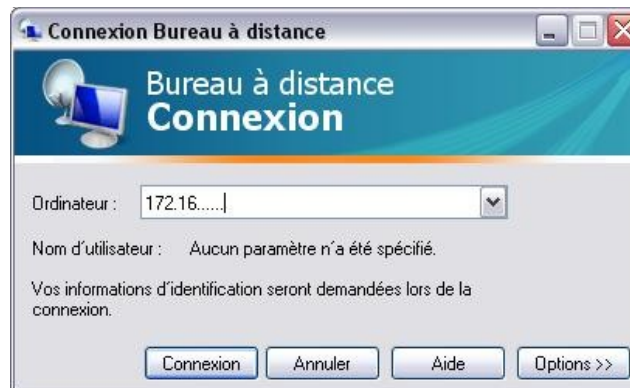 Connexion Bureau à distance
Bureau à distance
Connexion
Ordinateur :
172.16......
Nom d´utilisateur :
Aucun paramètre n´a été spécifié.
Vos informations d´identification seront demandées lors de la
connexion.
Connexion
Annuler
Aide
Options >>